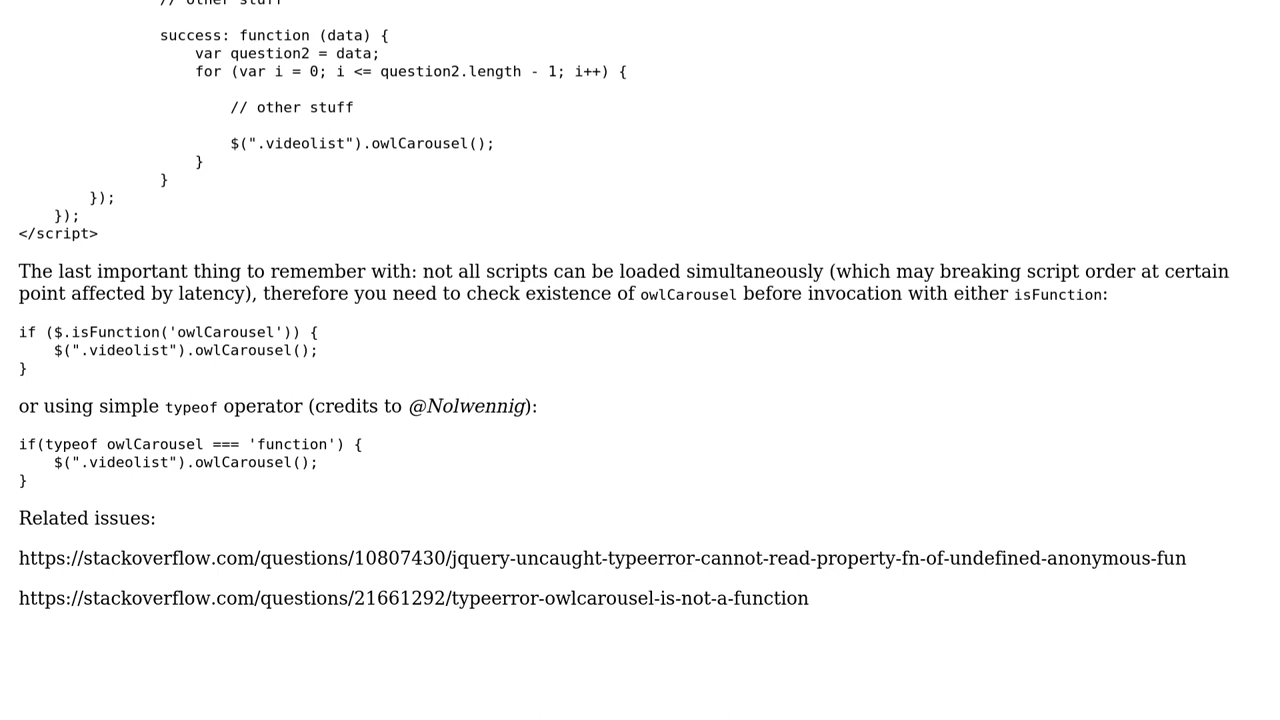 // other stuff
success: function (data) {
var question2 = data;
for (var i = 0; i <= question2.length - 1; i++) {
// other stuff
$(".videolist").owlCarousel();
}
}
});
});
</script>
The last important thing to remember with: not all scripts can be loaded simultaneously (which may breaking script order at certain
point affected by latency), therefore you need to check existence of owlCarousel before invocation with either isFunction:
if ($.isFunction('owlCarousel')) {
$(".videolist").owlCarousel();
}
or using simple typeof operator (credits to @Nolwennig):
if(typeof owlCarousel === 'function') {
$(".videolist").owlCarousel();
}
Related issues:
https://stackoverflow.com/questions/10807430/jquery-uncaught-typeerror-cannot-read-property-fn-of-undefined-anonymous-fun
https://stackoverflow.com/questions/21661292/typeerror-owlcarousel-is-not-a-function